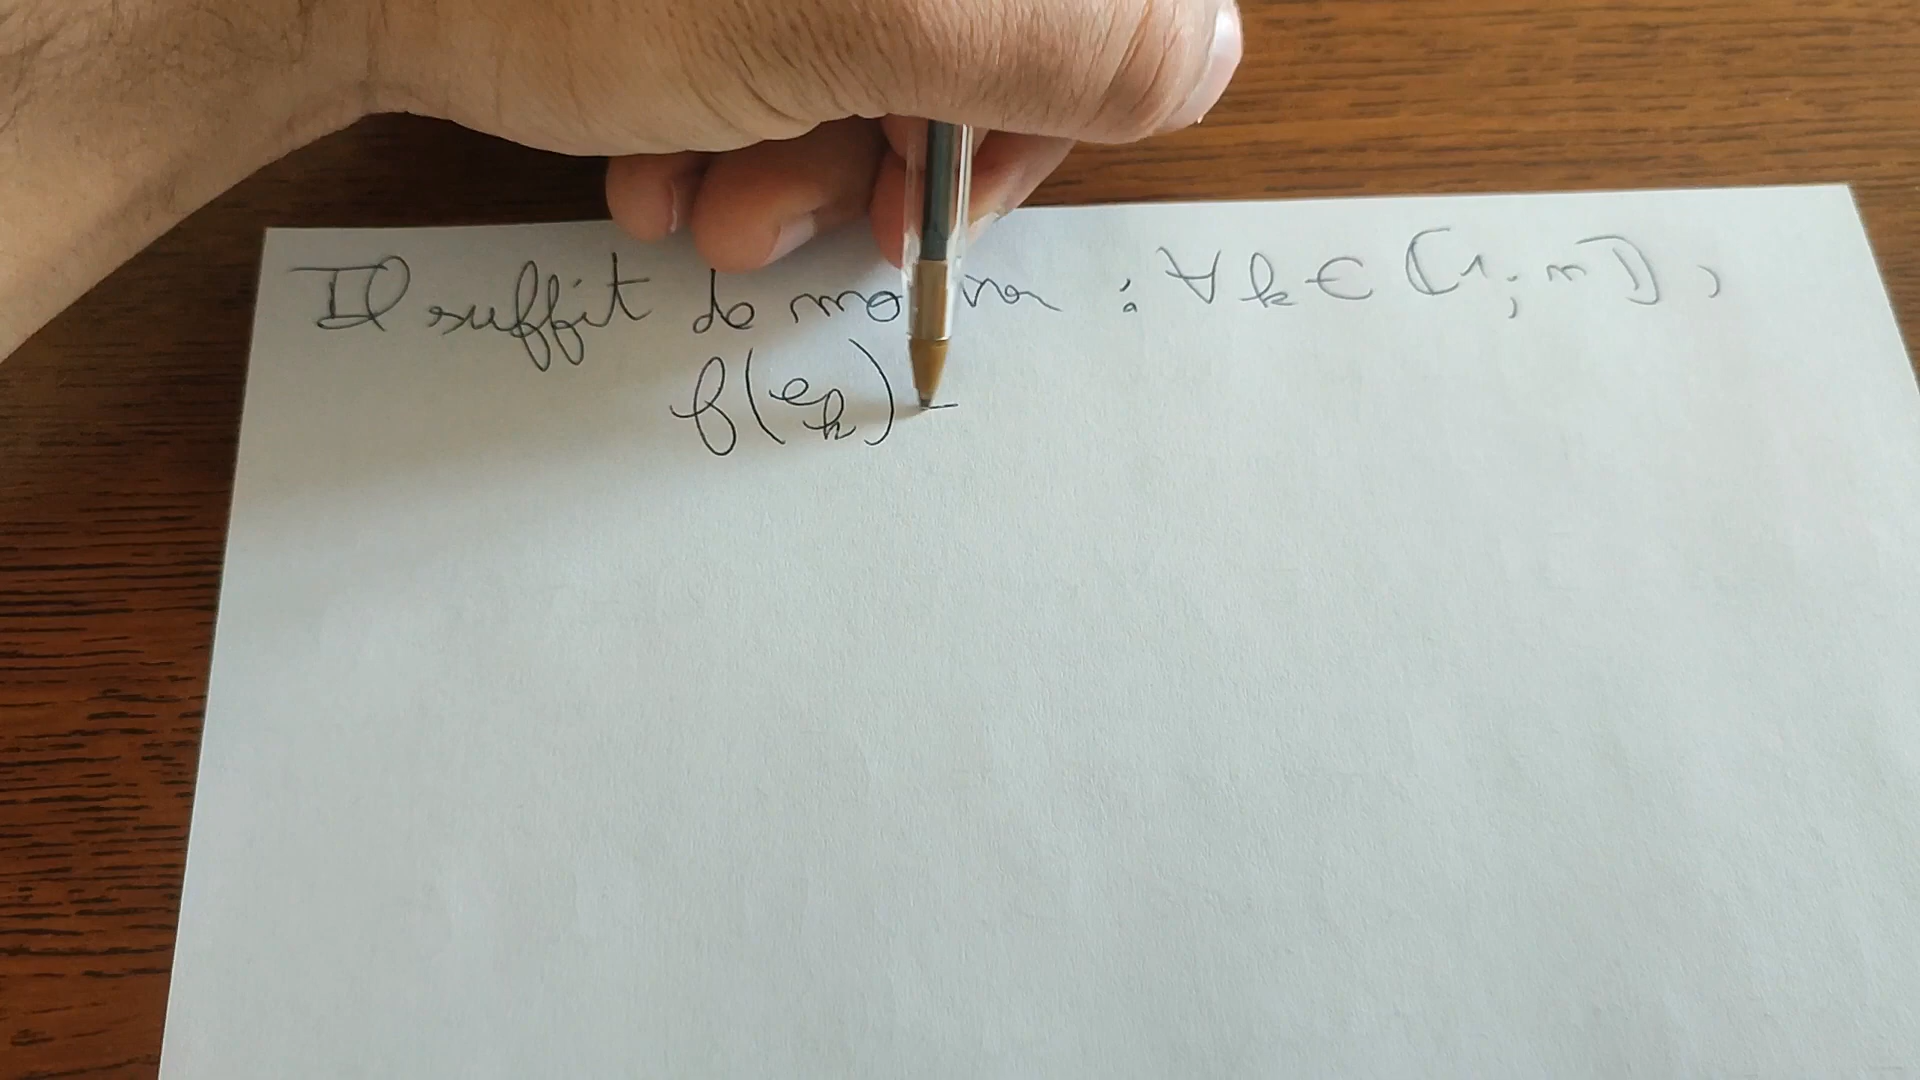 Il suffit de : ∀k∈⟦1;n⟧,
f(e_k) -